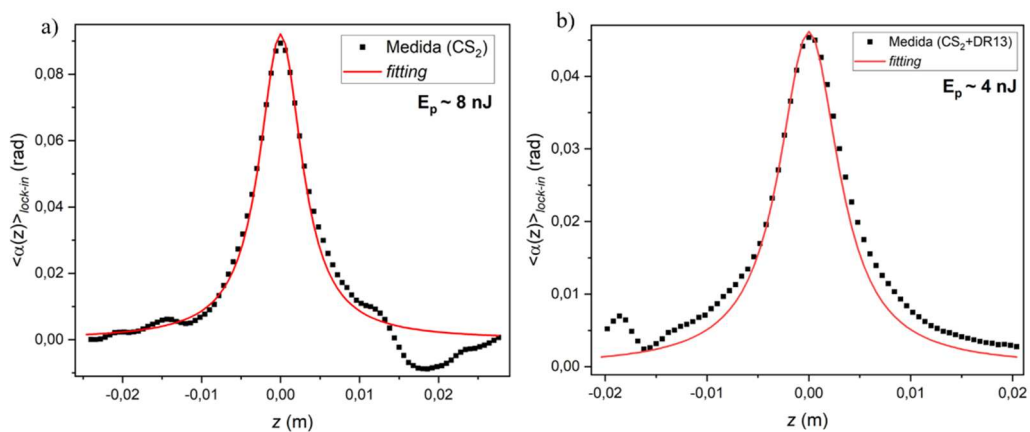 a)
Medida (CS₂)
fitting
Eₚ ~ 8 nJ
<α(z)>lock-in (rad)
0,08
0,06
0,04
0,02
0,00
-0,02 -0,01 0,00 0,01 0,02
z (m)
b)
Medida (CS₂+DR13)
fitting
Eₚ ~ 4 nJ
<α(z)>lock-in (rad)
0,04
0,03
0,02
0,01
0,00
-0,02 -0,01 0,00 0,01 0,02
z (m)